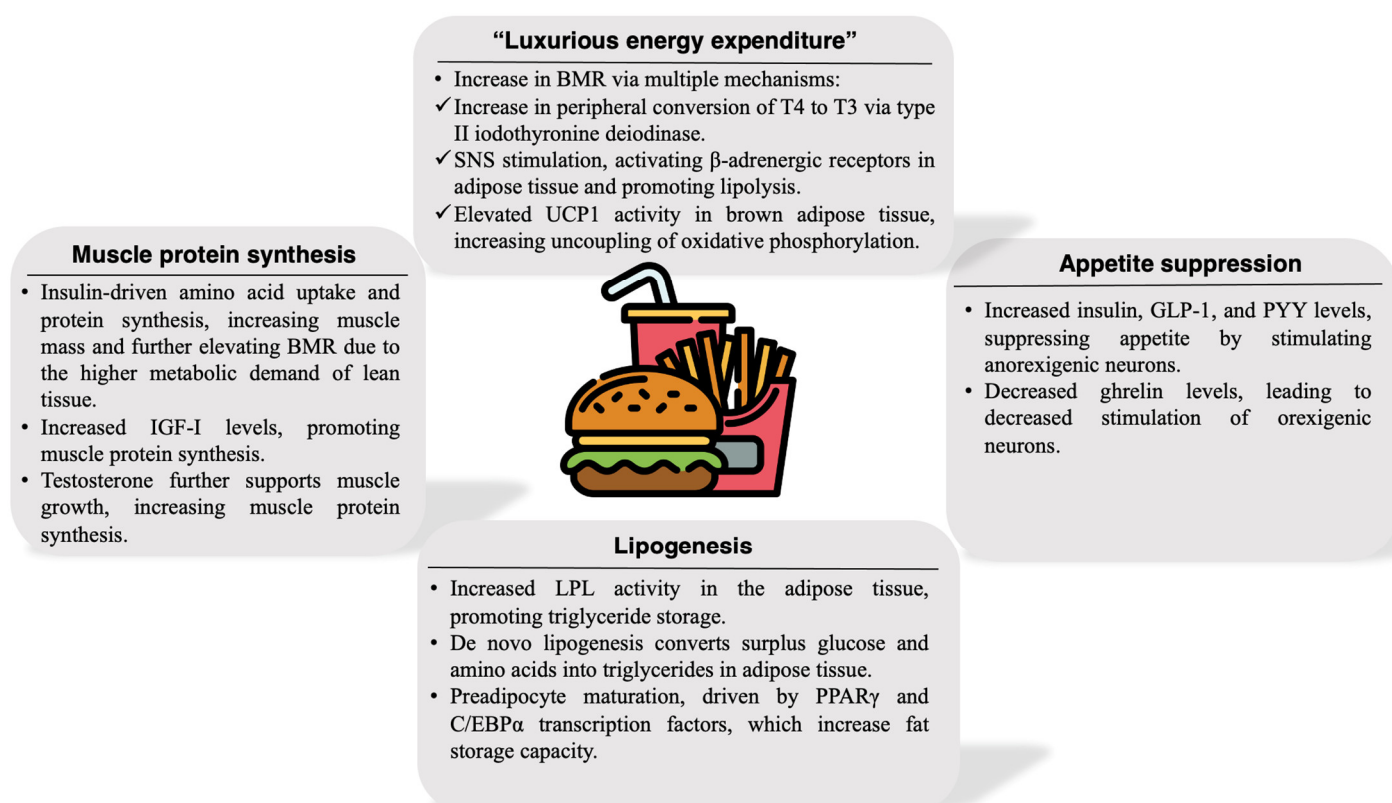 “Luxurious energy expenditure”
• Increase in BMR via multiple mechanisms:
✓Increase in peripheral conversion of T4 to T3 via type
II iodothyronine deiodinase.
✓SNS stimulation, activating β-adrenergic receptors in
adipose tissue and promoting lipolysis.
✓Elevated UCP1 activity in brown adipose tissue,
increasing uncoupling of oxidative phosphorylation.
Muscle protein synthesis
• Insulin-driven amino acid uptake and
protein synthesis, increasing muscle
mass and further elevating BMR due to
the higher metabolic demand of lean
tissue.
• Increased IGF-I levels, promoting
muscle protein synthesis.
• Testosterone further supports muscle
growth, increasing muscle protein
synthesis.
Appetite suppression
• Increased insulin, GLP-1, and PYY levels,
suppressing appetite by stimulating
anorexigenic neurons.
• Decreased ghrelin levels, leading to
decreased stimulation of orexigenic
neurons.
Lipogenesis
• Increased LPL activity in the adipose tissue,
promoting triglyceride storage.
• De novo lipogenesis converts surplus glucose and
amino acids into triglycerides in adipose tissue.
• Preadipocyte maturation, driven by PPARγ and
C/EBPα transcription factors, which increase fat
storage capacity.